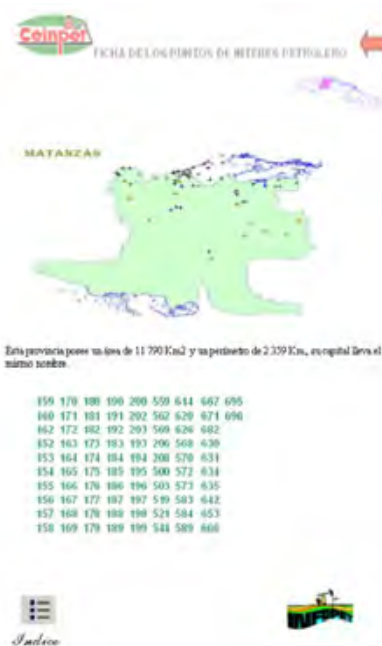 Ceinpet
FICHA DE LOS PUNTOS DE INTERES PETROLERO
MATANZAS
Esta provincia posee un área de 11 790 Km2 y un perímetro de 2 359 Km., su capital lleva el
mismo nombre.
159 170 180 190 200 559 614 667 695
160 171 181 191 202 562 620 671 696
162 172 182 192 203 569 626 682
152 163 173 183 193 206 568 630
153 164 174 184 194 208 570 631
154 165 175 185 195 500 572 634
155 166 176 186 196 503 573 635
156 167 177 187 197 519 583 642
157 168 178 188 198 521 584 653
158 169 179 189 199 544 589 666
Indice